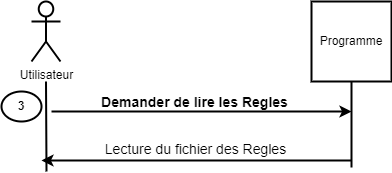 Programme
Utilisateur
3
Demander de lire les Regles
Lecture du fichier des Regles